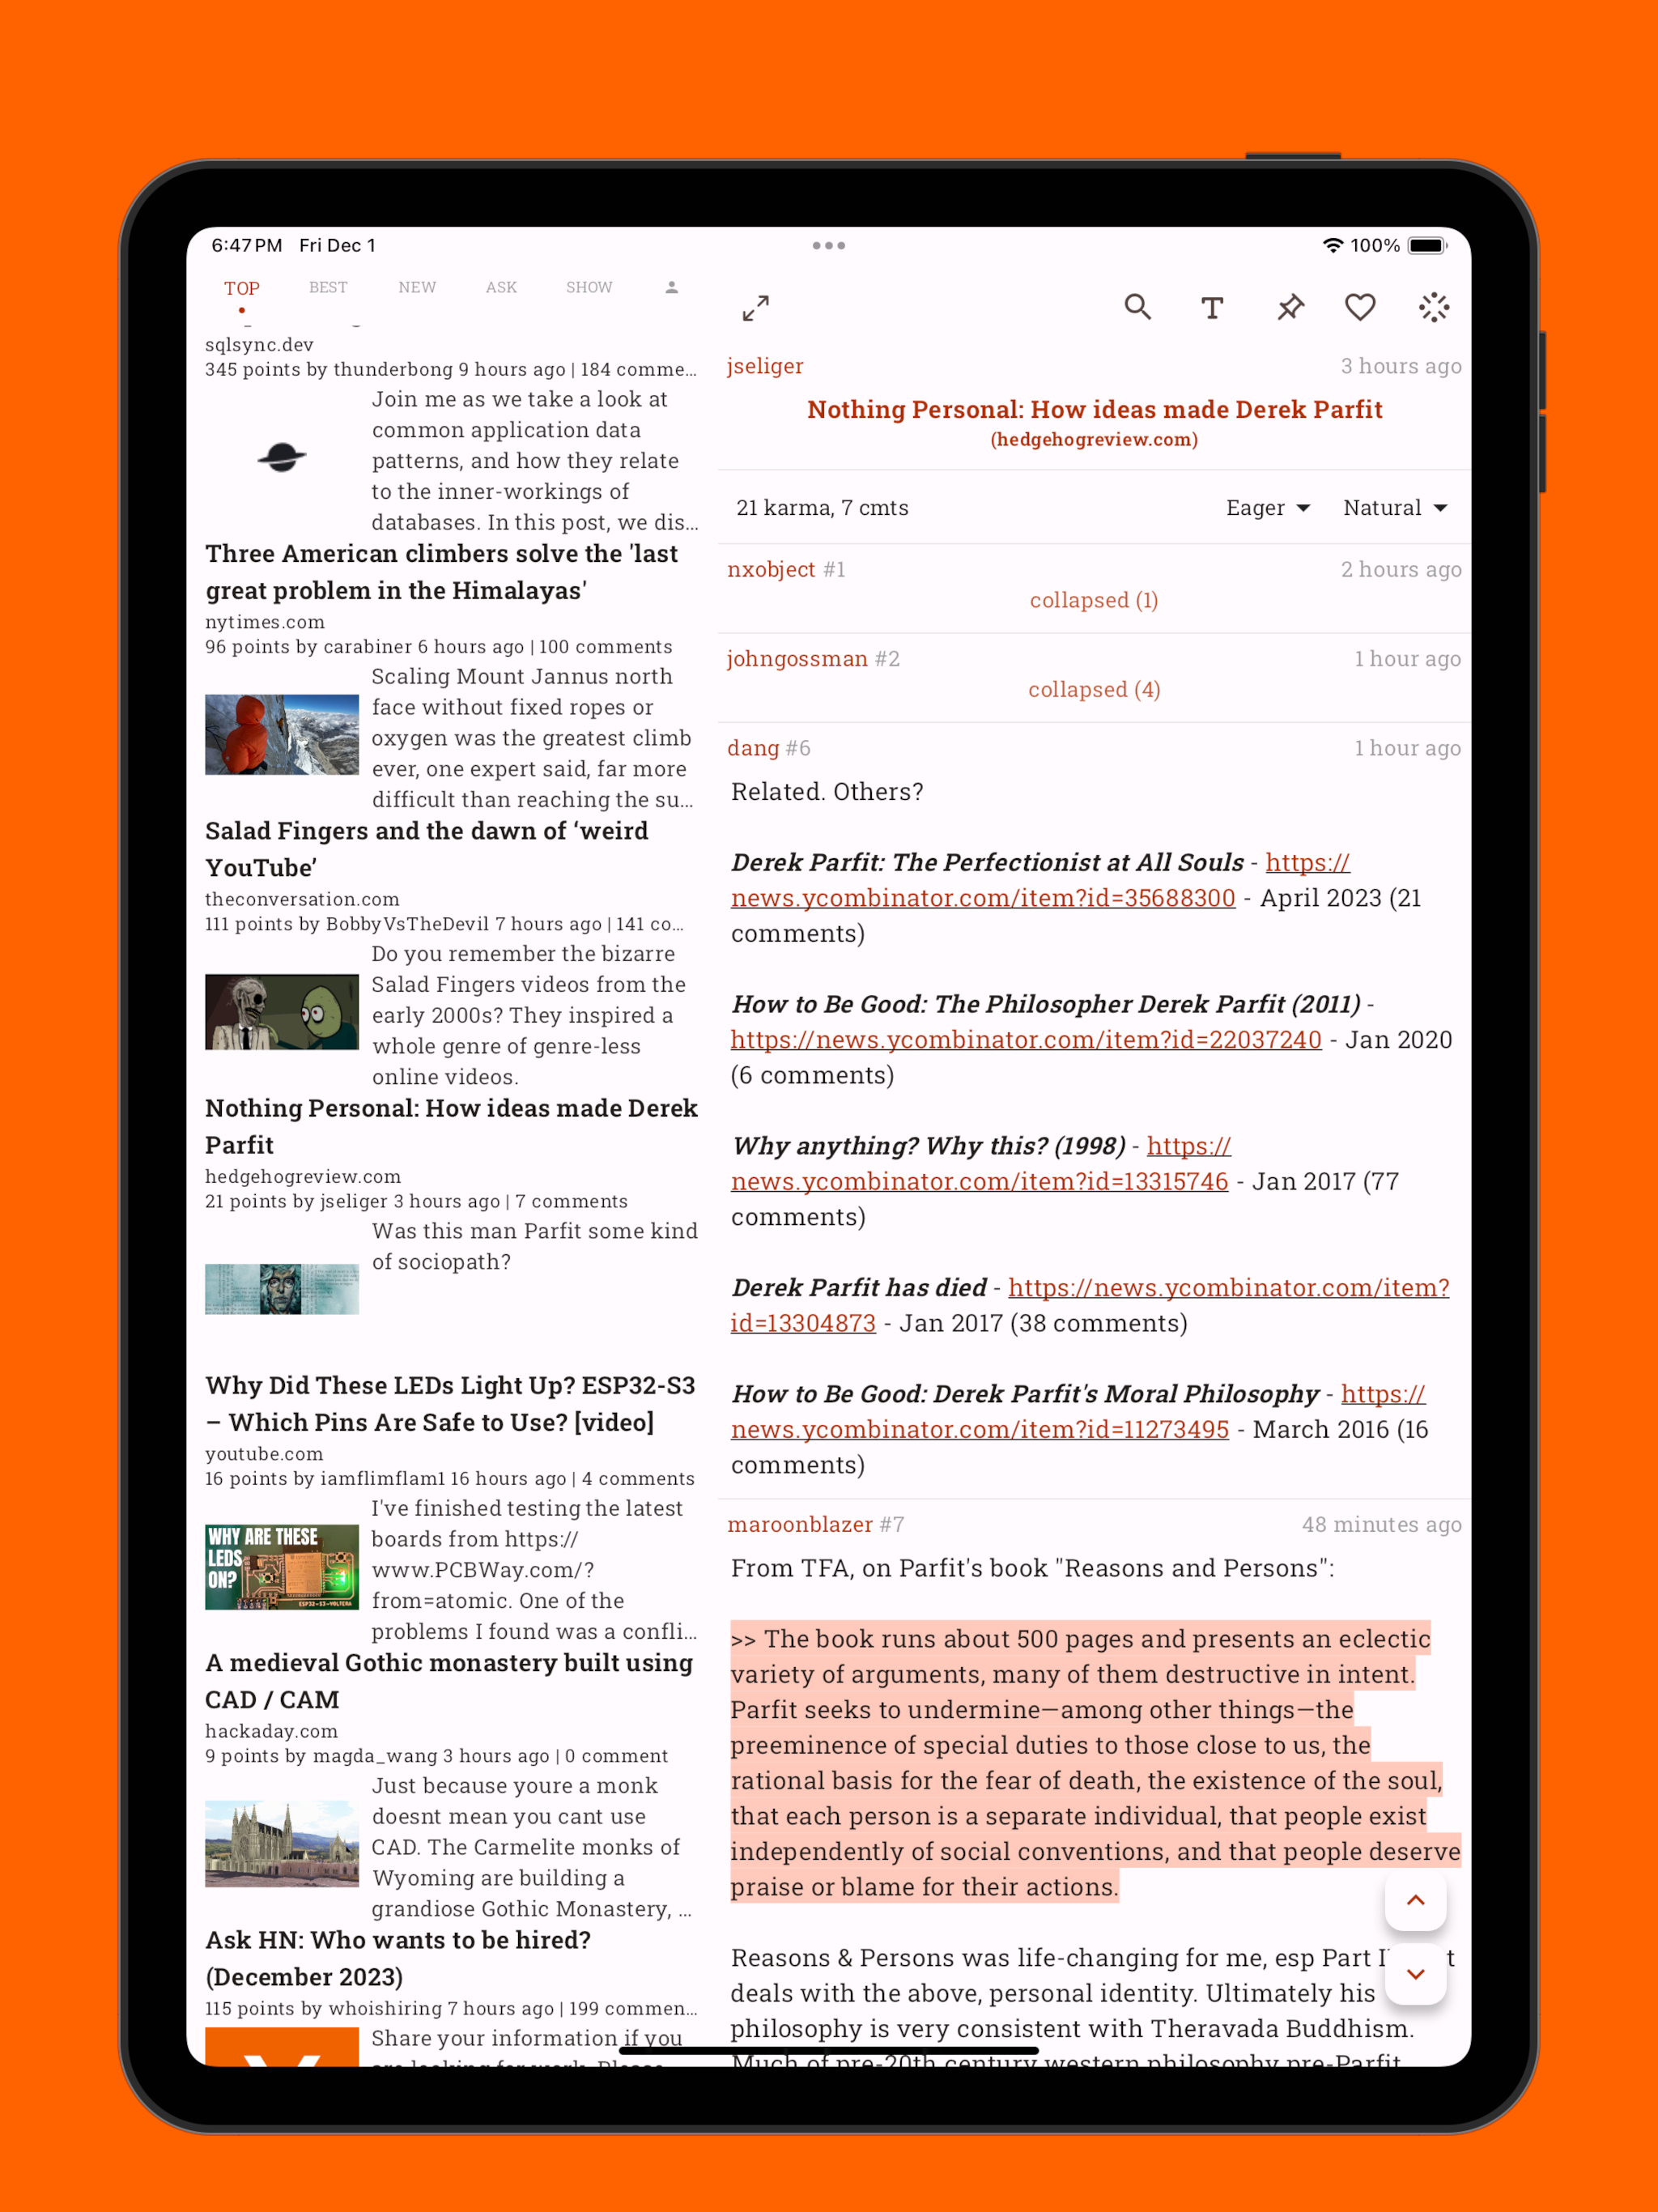 6:47 PM Fri Dec 1
100%
TOP BEST NEW ASK SHOW
sqlsync.dev
345 points by thunderbong 9 hours ago | 184 comme...
Join me as we take a look at
common application data
patterns, and how they relate
to the inner-workings of
databases. In this post, we dis...
Three American climbers solve the 'last
great problem in the Himalayas'
nytimes.com
96 points by carabiner 6 hours ago | 100 comments
Scaling Mount Jannus north
face without fixed ropes or
oxygen was the greatest climb
ever, one expert said, far more
difficult than reaching the su...
Salad Fingers and the dawn of ‘weird
YouTube’
theconversation.com
111 points by BobbyVsTheDevil 7 hours ago | 141 co...
Do you remember the bizarre
Salad Fingers videos from the
early 2000s? They inspired a
whole genre of genre-less
online videos.
Nothing Personal: How ideas made Derek
Parfit
hedgehogreview.com
21 points by jseliger 3 hours ago | 7 comments
Was this man Parfit some kind
of sociopath?
Why Did These LEDs Light Up? ESP32-S3
– Which Pins Are Safe to Use? [video]
youtube.com
16 points by iamflimflam1 16 hours ago | 4 comments
WHY ARE THESE
LEDS
ON?
ESP32-S3-VOLTERA
I've finished testing the latest
boards from https://
www.PCBWay.com/?
from=atomic. One of the
problems I found was a confli...
A medieval Gothic monastery built using
CAD / CAM
hackaday.com
9 points by magda_wang 3 hours ago | 0 comment
Just because youre a monk
doesnt mean you cant use
CAD. The Carmelite monks of
Wyoming are building a
grandiose Gothic Monastery, ...
Ask HN: Who wants to be hired?
(December 2023)
115 points by whoishiring 7 hours ago | 199 commen...
Share your information if you
are looking for work. Please
jseliger 3 hours ago
Nothing Personal: How ideas made Derek Parfit
(hedgehogreview.com)
21 karma, 7 cmts Eager Natural
nxobject #1 2 hours ago
collapsed (1)
johngossman #2 1 hour ago
collapsed (4)
dang #6 1 hour ago
Related. Others?
Derek Parfit: The Perfectionist at All Souls - https://
news.ycombinator.com/item?id=35688300 - April 2023 (21
comments)
How to Be Good: The Philosopher Derek Parfit (2011) -
https://news.ycombinator.com/item?id=22037240 - Jan 2020
(6 comments)
Why anything? Why this? (1998) - https://
news.ycombinator.com/item?id=13315746 - Jan 2017 (77
comments)
Derek Parfit has died - https://news.ycombinator.com/item?
id=13304873 - Jan 2017 (38 comments)
How to Be Good: Derek Parfit's Moral Philosophy - https://
news.ycombinator.com/item?id=11273495 - March 2016 (16
comments)
maroonblazer #7 48 minutes ago
From TFA, on Parfit's book "Reasons and Persons":
>> The book runs about 500 pages and presents an eclectic
variety of arguments, many of them destructive in intent.
Parfit seeks to undermine—among other things—the
preeminence of special duties to those close to us, the
rational basis for the fear of death, the existence of the soul,
that each person is a separate individual, that people exist
independently of social conventions, and that people deserve
praise or blame for their actions.
Reasons & Persons was life-changing for me, esp Part
deals with the above, personal identity. Ultimately his
philosophy is very consistent with Theravada Buddhism.
Much of pre-20th century western philosophy pre-Parfit